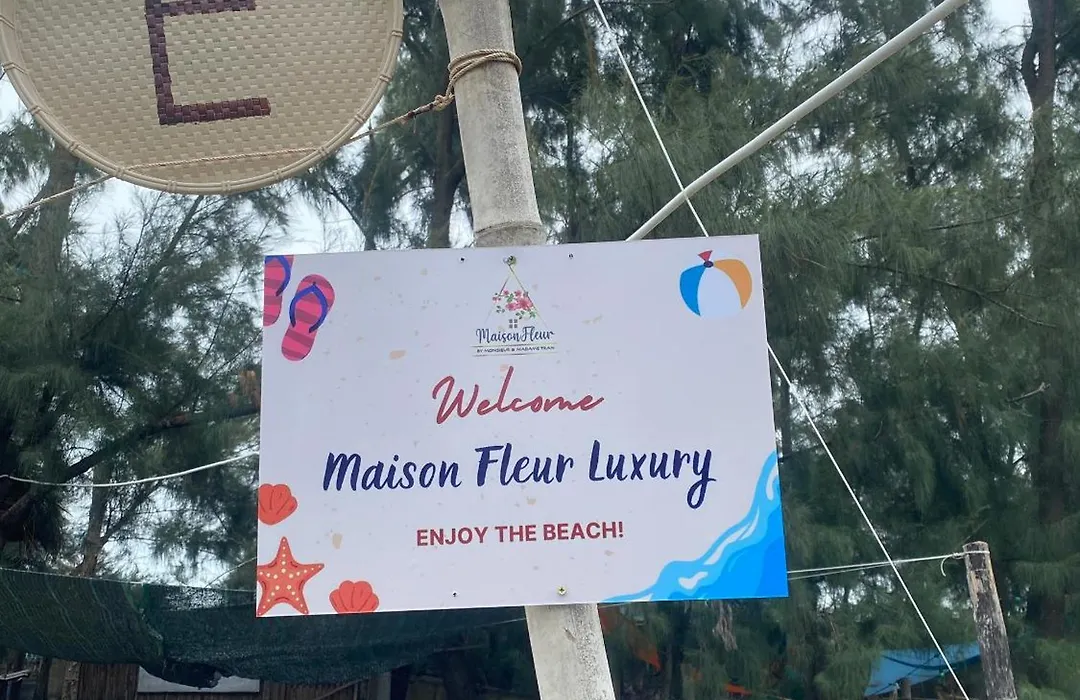 E
Maison Fleur
BY MONSIEUR & MADAME TRAN
Welcome
Maison Fleur Luxury
ENJOY THE BEACH!